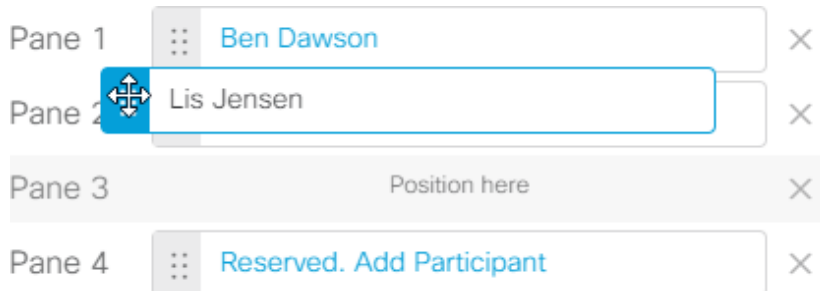 Pane 1 Ben Dawson
Lis Jensen
Pane 2
Pane 3 Position here
Pane 4 Reserved. Add Participant